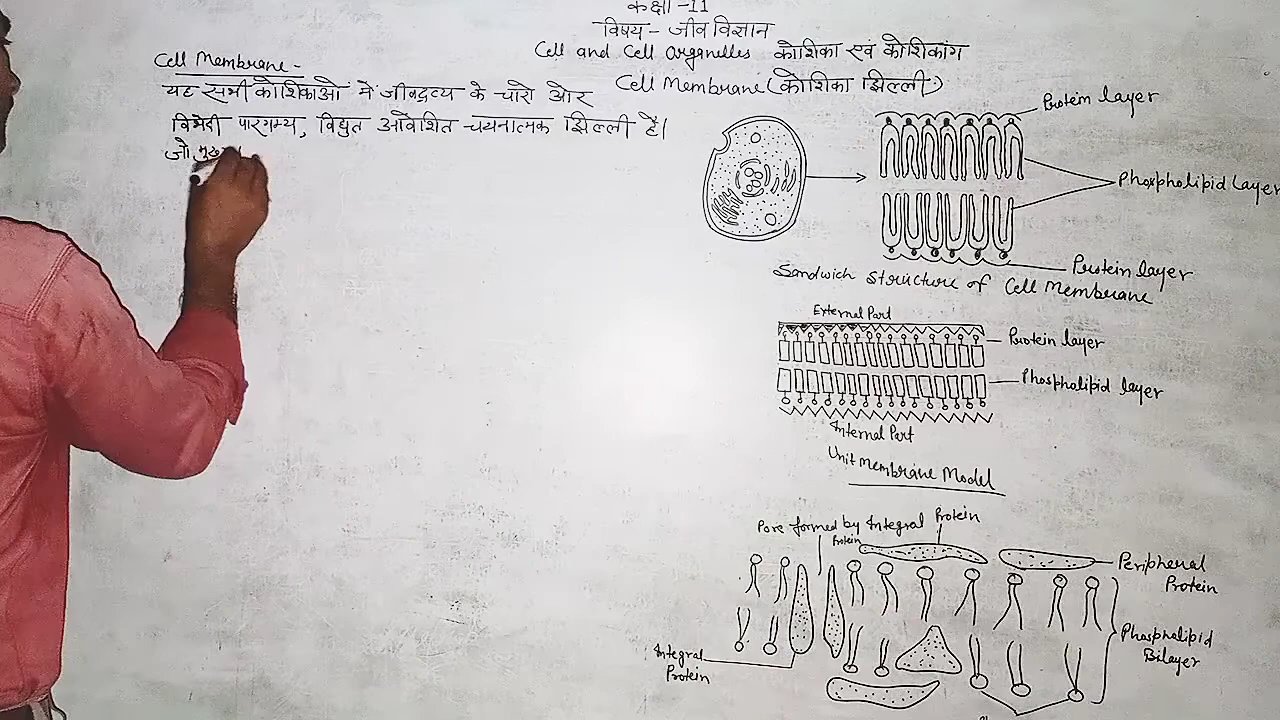 कक्षा -11
विषय - जीव विज्ञान
Cell and Cell Organelles कोशिका एवं कोशिकांग
Cell Membrane (कोशिका झिल्ली)
Cell Membrane -
यह सभी कोशिकाओं में जीवद्रव्य के चारो ओर
विभेदी पारगम्य, विद्युत आवेशित चयनात्मक झिल्ली है।
जो
Protein layer
Phospholipid Layer
Protein layer
Sandwich Structure of Cell Membrane
External Part
Protein layer
Phospholipid layer
Internal Part
Unit Membrane Model
Pore formed by Integral Protein
Protein
Peripheral
Protein
Phospholipid
Bilayer
Integral
Protein